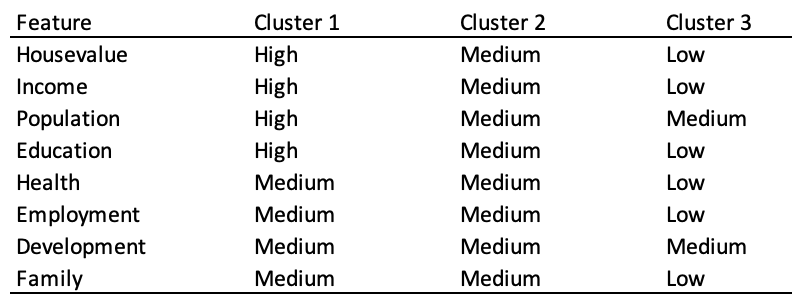 Feature Cluster 1 Cluster 2 Cluster 3
Housevalue High Medium Low
Income High Medium Low
Population High Medium Medium
Education High Medium Low
Health Medium Medium Low
Employment Medium Medium Low
Development Medium Medium Medium
Family Medium Medium Low